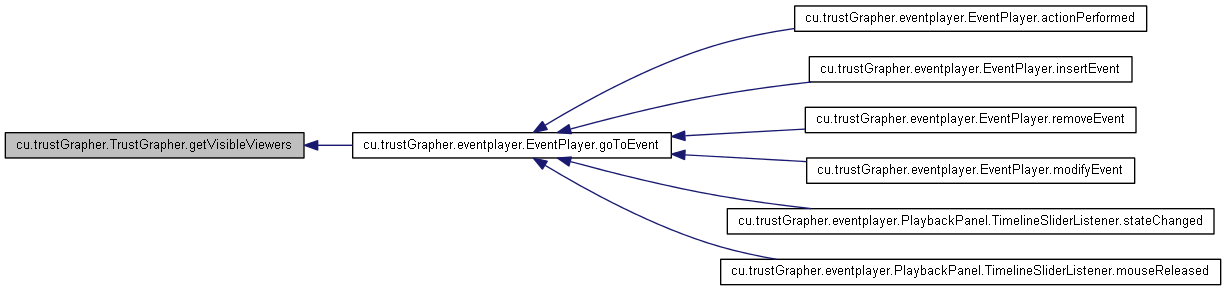 cu.trustGrapher.eventplayer.EventPlayer.actionPerformed
cu.trustGrapher.eventplayer.EventPlayer.insertEvent
cu.trustGrapher.eventplayer.EventPlayer.removeEvent
cu.trustGrapher.TrustGrapher.getVisibleViewers
cu.trustGrapher.eventplayer.EventPlayer.goToEvent
cu.trustGrapher.eventplayer.EventPlayer.modifyEvent
cu.trustGrapher.eventplayer.PlaybackPanel.TimelineSliderListener.stateChanged
cu.trustGrapher.eventplayer.PlaybackPanel.TimelineSliderListener.mouseReleased